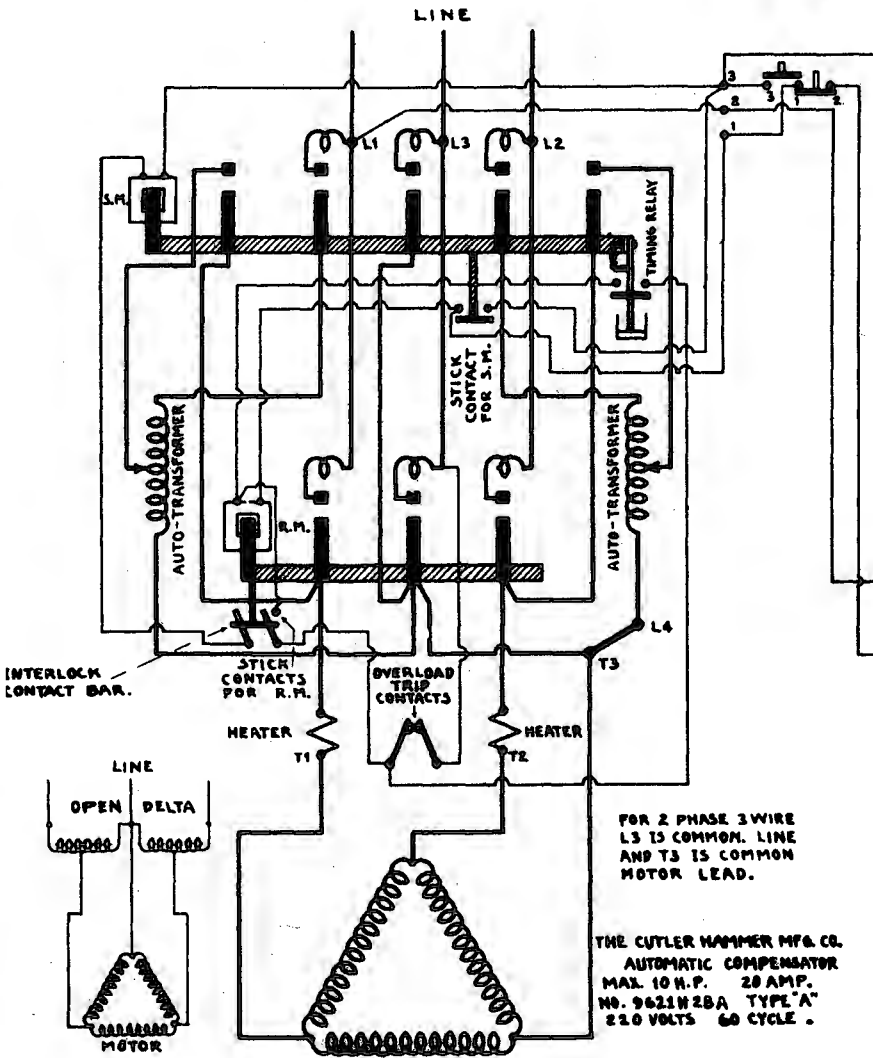 LINE
3
3
1
2
2
1
L1
L3
L2
S.M.
TIMING RELAY
STICK
CONTACT
FOR S.M.
AUTO-TRANSFORMER
AUTO-TRANSFORMER
R.M.
L4
T3
INTERLOCK
CONTACT BAR.
STICK
CONTACTS
FOR R.M.
OVERLOAD
TRIP
CONTACTS
HEATER
T1
HEATER
T2
LINE
OPEN DELTA
MOTOR
FOR 2 PHASE 3 WIRE
L3 IS COMMON. LINE
AND T3 IS COMMON
MOTOR LEAD.
THE CUTLER HAMMER MFG. CO.
AUTOMATIC COMPENSATOR
MAX. 10 H.P. 20 AMP.
NO. 9621H2BA TYPE "A"
220 VOLTS 60 CYCLE.